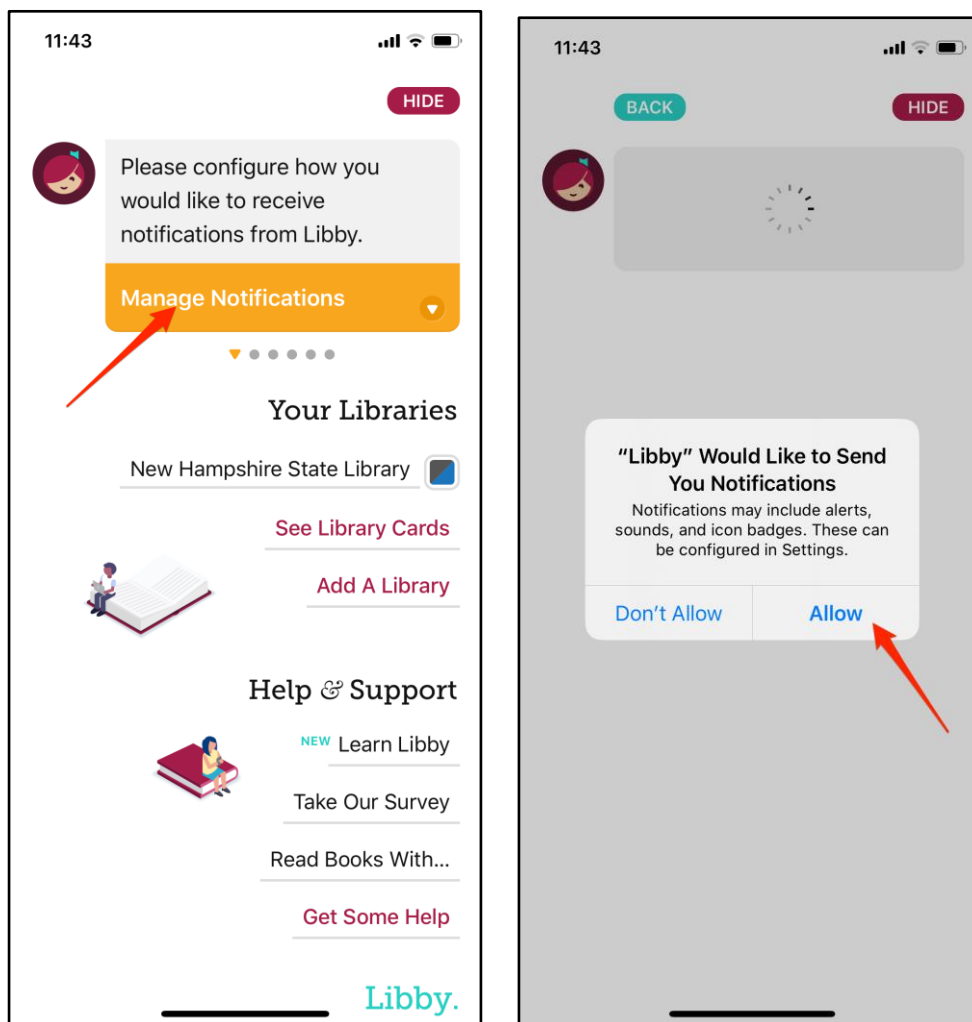 11:43
HIDE
Please configure how you
would like to receive
notifications from Libby.
Manage Notifications
Your Libraries
New Hampshire State Library
See Library Cards
Add A Library
Help & Support
NEW Learn Libby
Take Our Survey
Read Books With...
Get Some Help
Libby.
11:43
BACK
HIDE
“Libby” Would Like to Send
You Notifications
Notifications may include alerts,
sounds, and icon badges. These can
be configured in Settings.
Don’t Allow
Allow